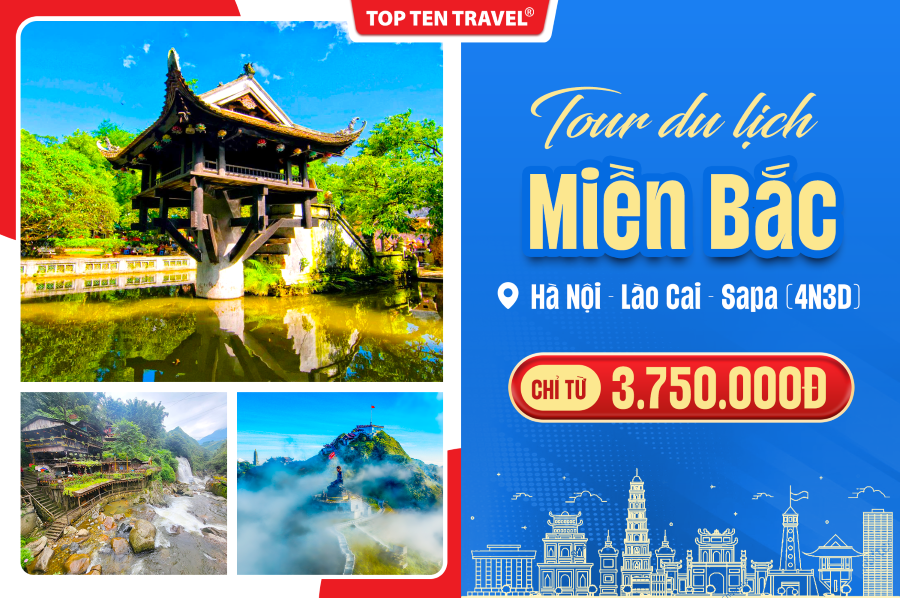 TOP TEN TRAVEL®
Tour du lịch
Miền Bắc
Hà Nội - Lào Cai - Sapa (4N3D)
CHỈ TỪ 3.750.000Đ